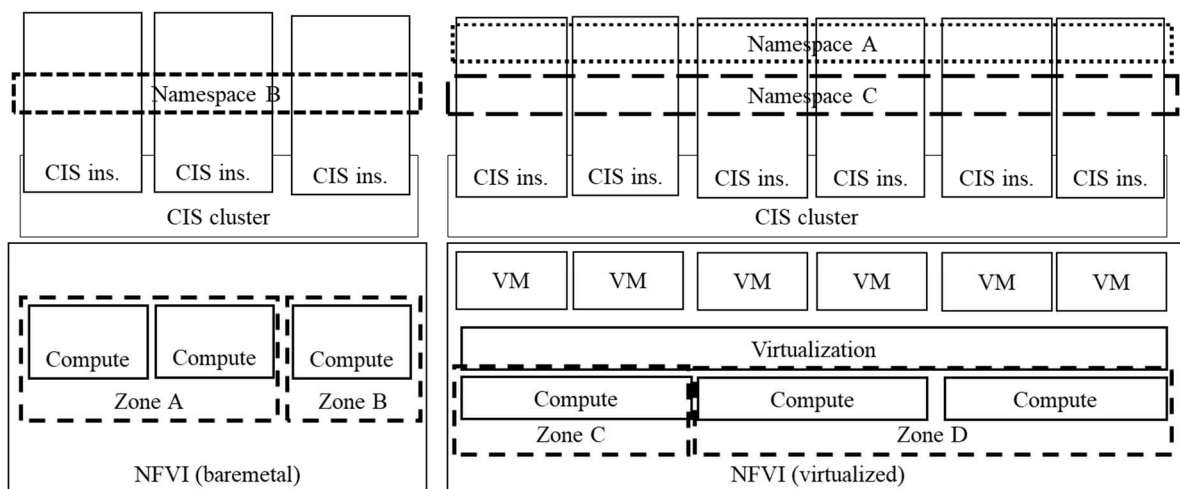 Namespace B
CIS ins.
CIS ins.
CIS ins.
CIS cluster
Compute
Compute
Compute
Zone A
Zone B
NFVI (baremetal)
Namespace A
Namespace C
CIS ins.
CIS ins.
CIS ins.
CIS ins.
CIS ins.
CIS ins.
CIS cluster
VM
VM
VM
VM
VM
VM
Virtualization
Compute
Compute
Compute
Zone C
Zone D
NFVI (virtualized)